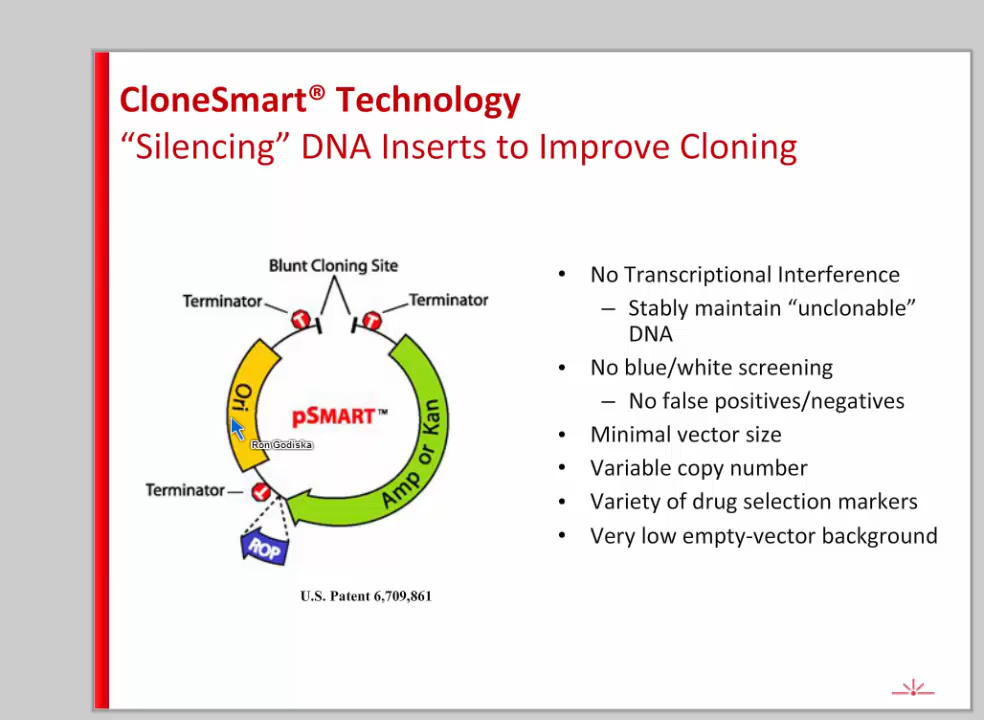 CloneSmart® Technology
“Silencing” DNA Inserts to Improve Cloning
Blunt Cloning Site
Terminator
Terminator
T
T
Ori
pSMART™
Amp or Kan
Ron Godiska
Terminator
T
ROP
U.S. Patent 6,709,861
• No Transcriptional Interference
– Stably maintain “unclonable”
DNA
• No blue/white screening
– No false positives/negatives
• Minimal vector size
• Variable copy number
• Variety of drug selection markers
• Very low empty-vector background